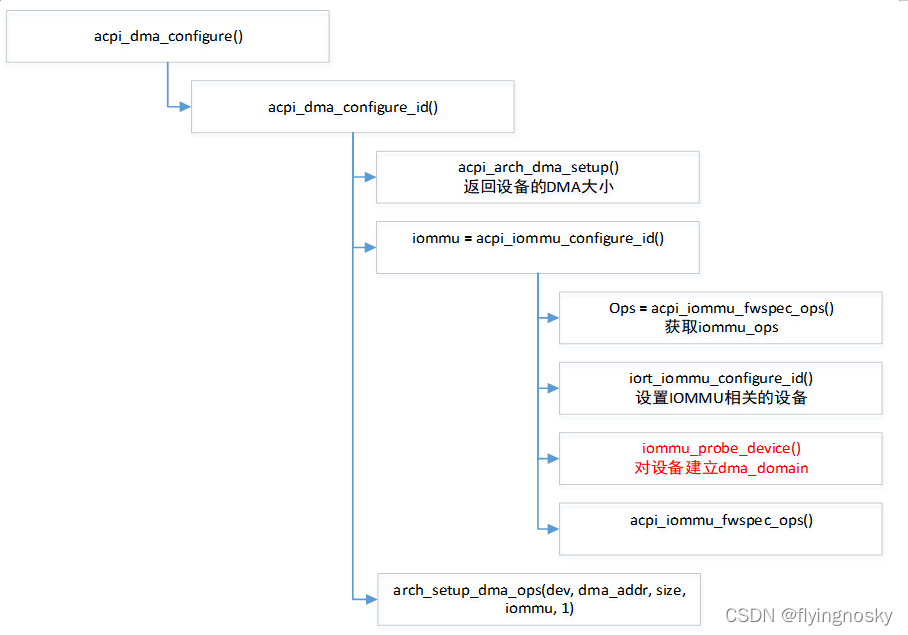 acpi_dma_configure()
acpi_dma_configure_id()
acpi_arch_dma_setup()
返回设备的DMA大小
iommu = acpi_iommu_configure_id()
Ops = acpi_iommu_fwspec_ops()
获取iommu_ops
iort_iommu_configure_id()
设置IOMMU相关的设备
iommu_probe_device()
对设备建立dma_domain
acpi_iommu_fwspec_ops()
arch_setup_dma_ops(dev, dma_addr, size,
iommu, 1)
CSDN @flyingnosky